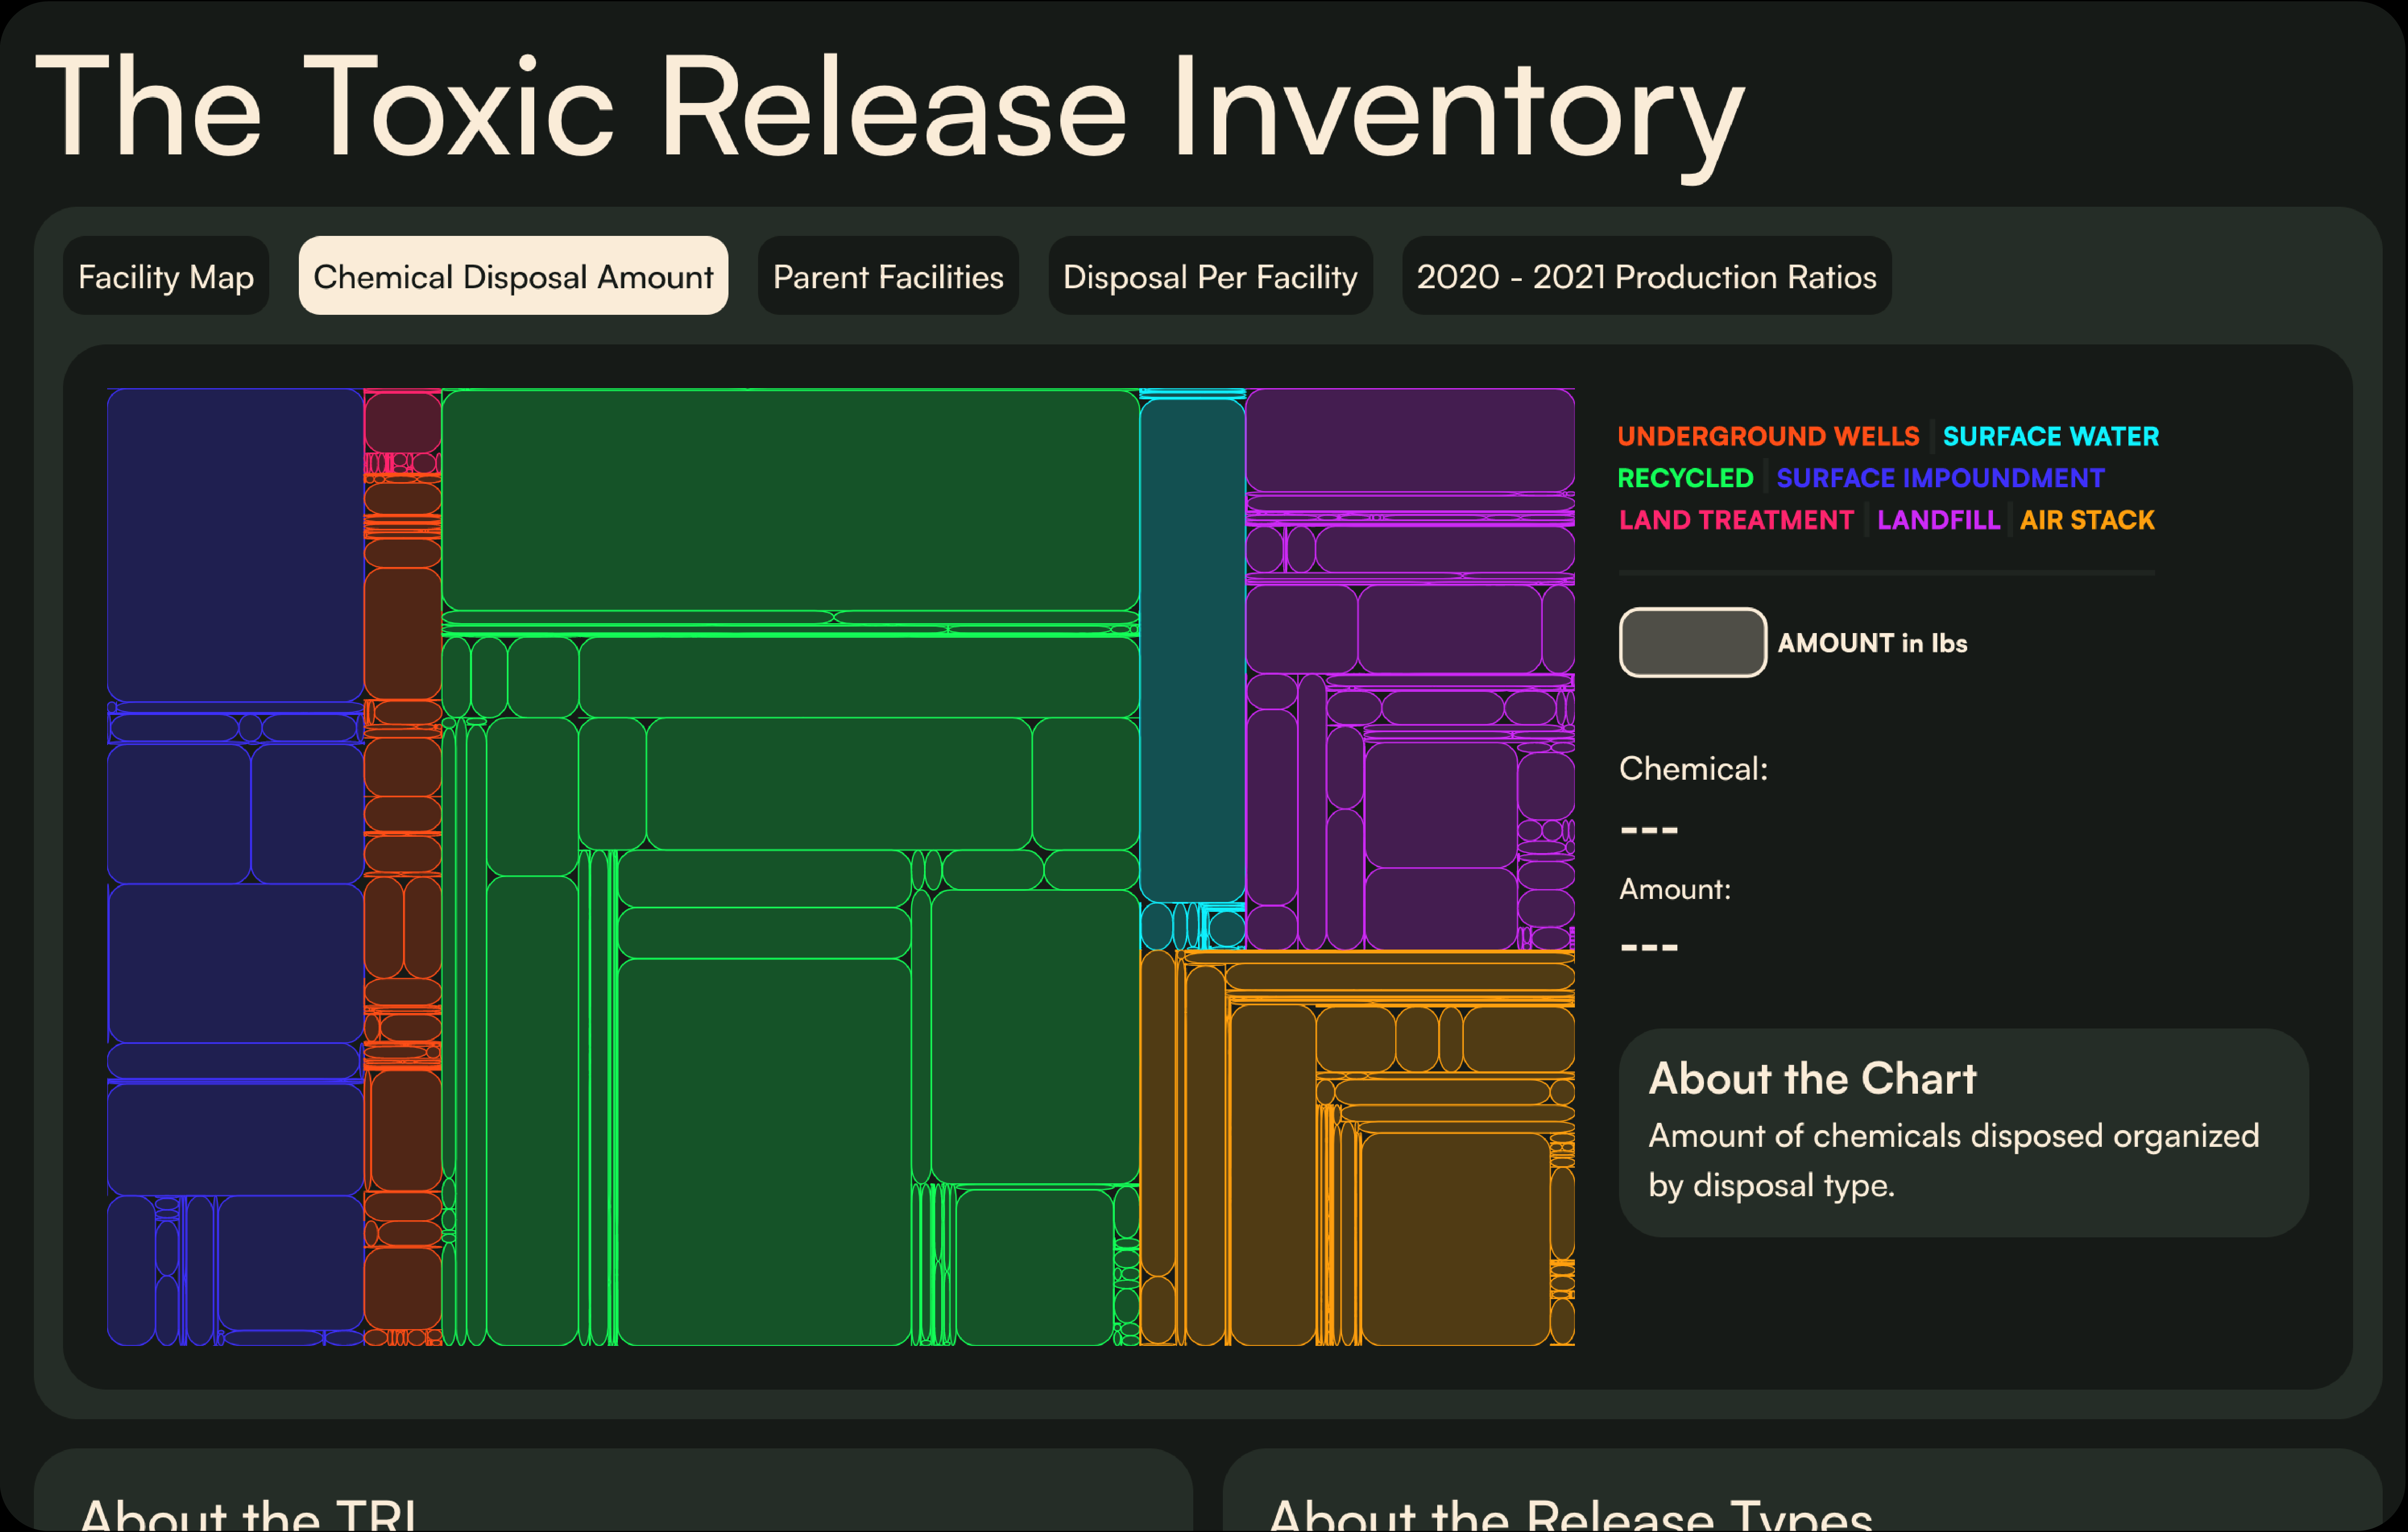 The Toxic Release Inventory
Facility Map
Chemical Disposal Amount
Parent Facilities
Disposal Per Facility
2020 - 2021 Production Ratios
UNDERGROUND WELLS | SURFACE WATER
RECYCLED | SURFACE IMPOUNDMENT
LAND TREATMENT | LANDFILL | AIR STACK
AMOUNT in lbs
Chemical:
---
Amount:
---
About the Chart
Amount of chemicals disposed organized
by disposal type.
About the TRI
About the Release Types